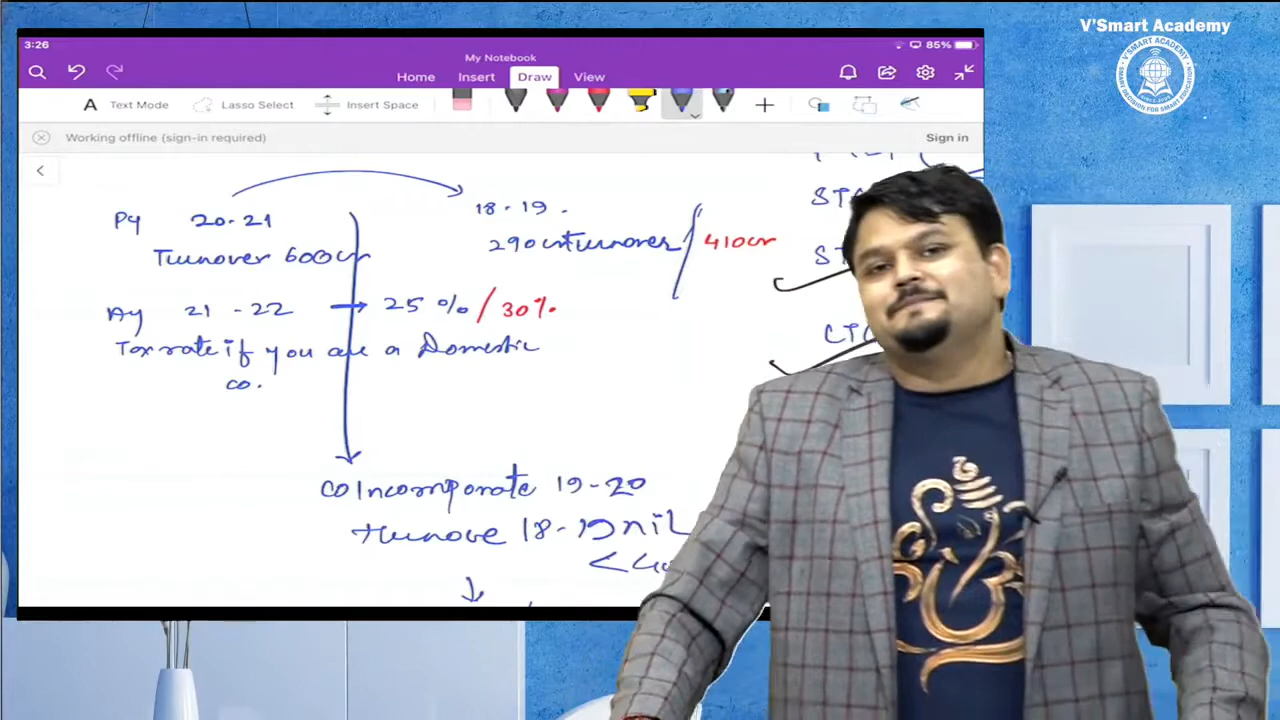 V'Smart Academy
3:26
85%
My Notebook
Home Insert Draw View
A Text Mode Lasso Select Insert Space
Working offline (sign-in required) Sign in
PY 20-21
Turnover 600cr
18-19.
290cr Turnover / 410cr
AY 21-22 → 25% / 30%
Tax rate if you are a Domestic
co.
CO Incorporate 19-20
Turnove 18-19 nil